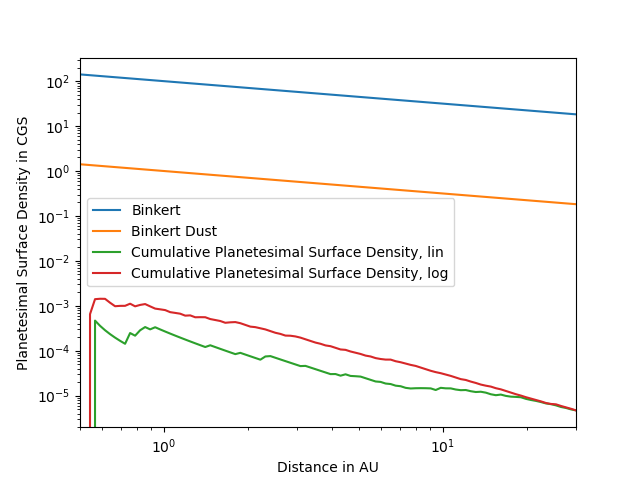 10²
10¹
10⁰
10⁻¹
10⁻²
10⁻³
10⁻⁴
10⁻⁵
Planetesimal Surface Density in CGS
Binkert
Binkert Dust
Cumulative Planetesimal Surface Density, lin
Cumulative Planetesimal Surface Density, log
10⁰ 10¹
Distance in AU